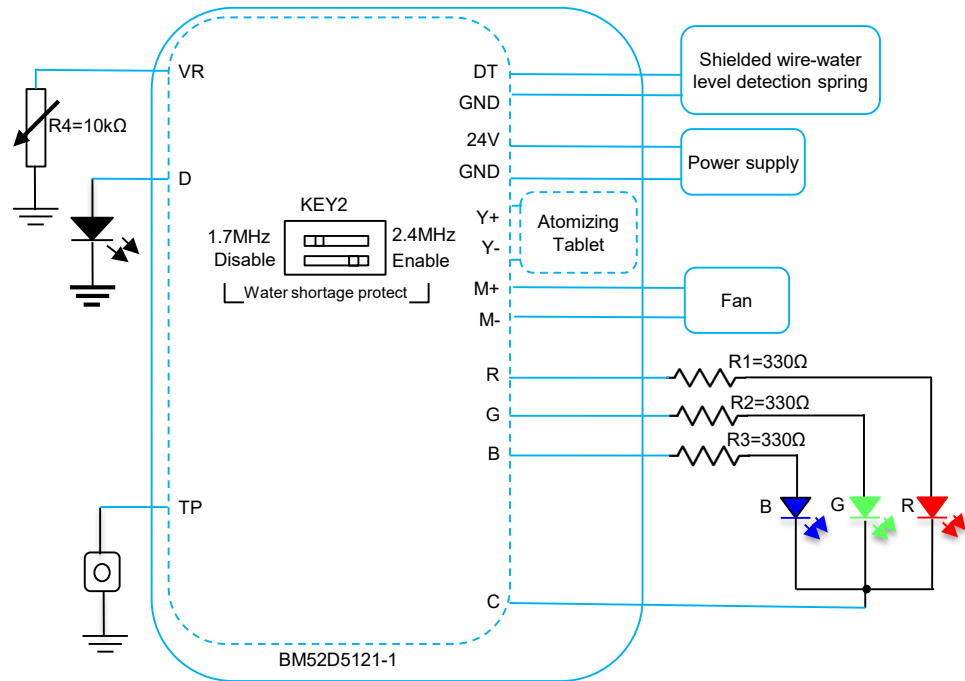 VR
R4=10kΩ
D
TP
KEY2
1.7MHz
2.4MHz
Disable
Enable
Water shortage protect
DT
GND
24V
GND
Y+
Y-
M+
M-
R
G
B
C
Shielded wire-water
level detection spring
Power supply
Atomizing
Tablet
Fan
R1=330Ω
R2=330Ω
R3=330Ω
B
G
R
BM52D5121-1